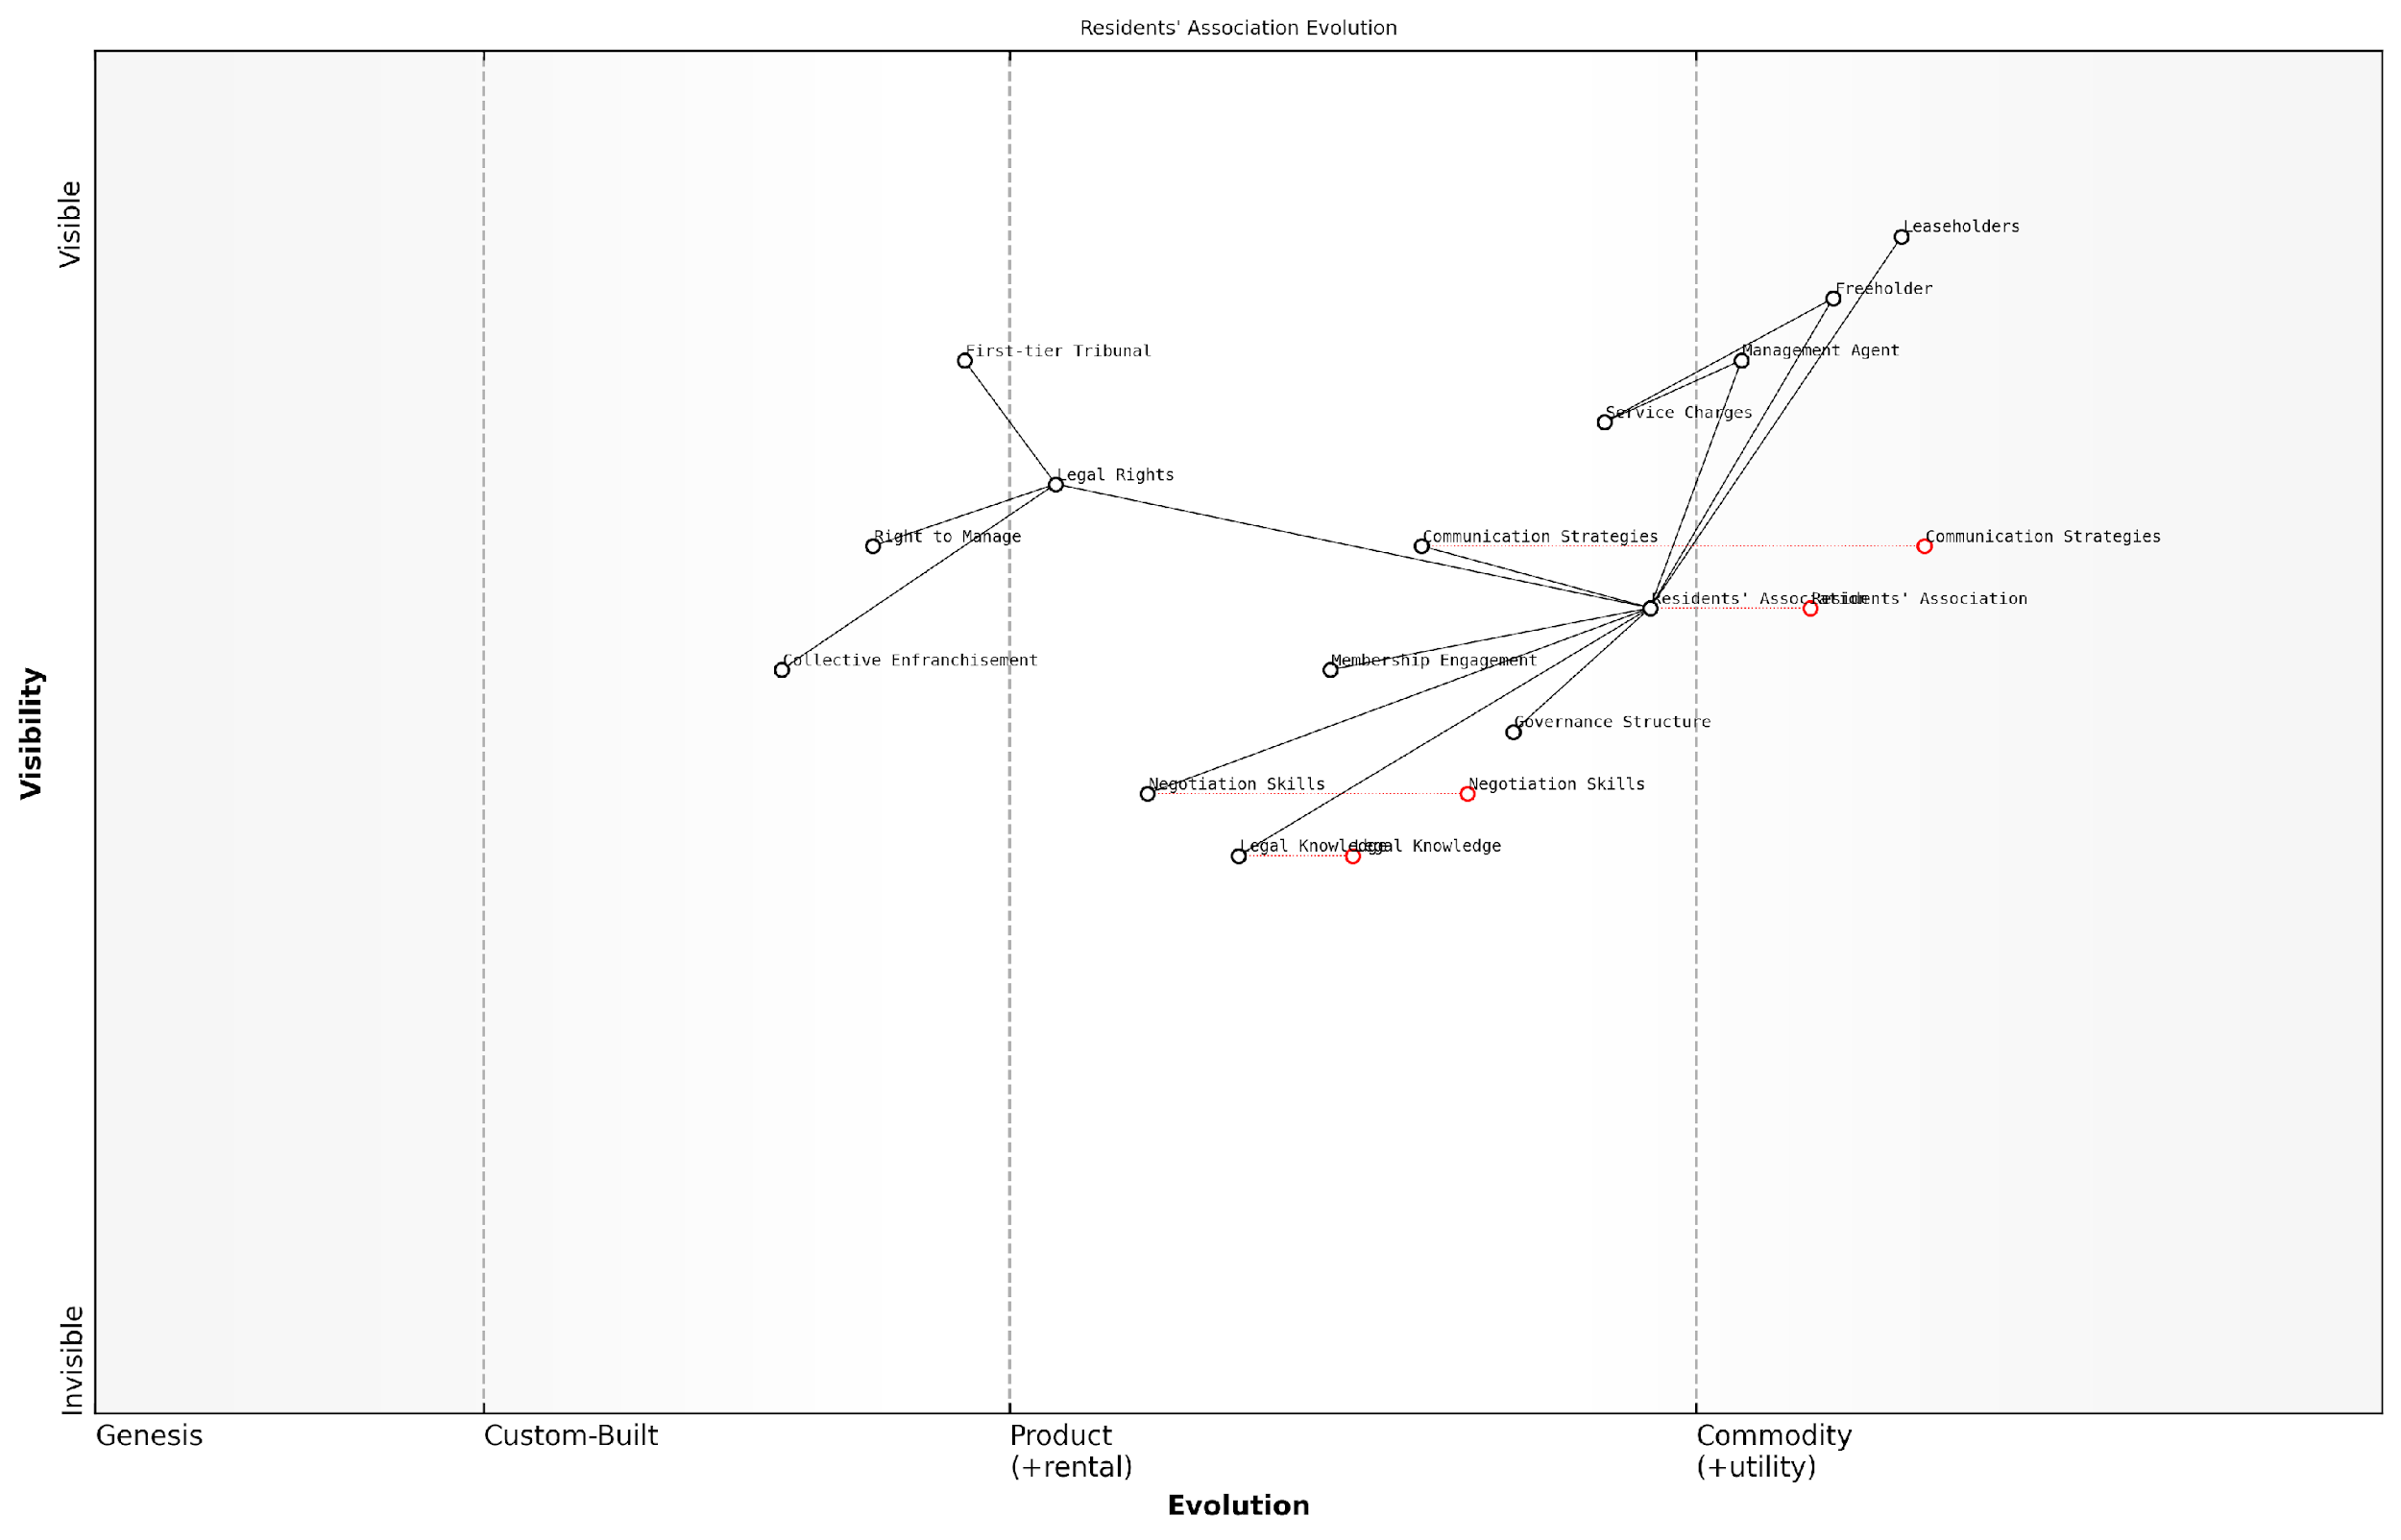 Residents' Association Evolution
Visible
Leaseholders
Freeholder
First-tier Tribunal
Management Agent
Service Charges
Legal Rights
Right to Manage
Communication Strategies
Communication Strategies
Residents' Association
Residents' Association
Collective Enfranchisement
Membership Engagement
Governance Structure
Negotiation Skills
Negotiation Skills
Legal Knowledge
Legal Knowledge
Visibility
Invisible
Genesis
Custom-Built
Product
(+rental)
Commodity
(+utility)
Evolution